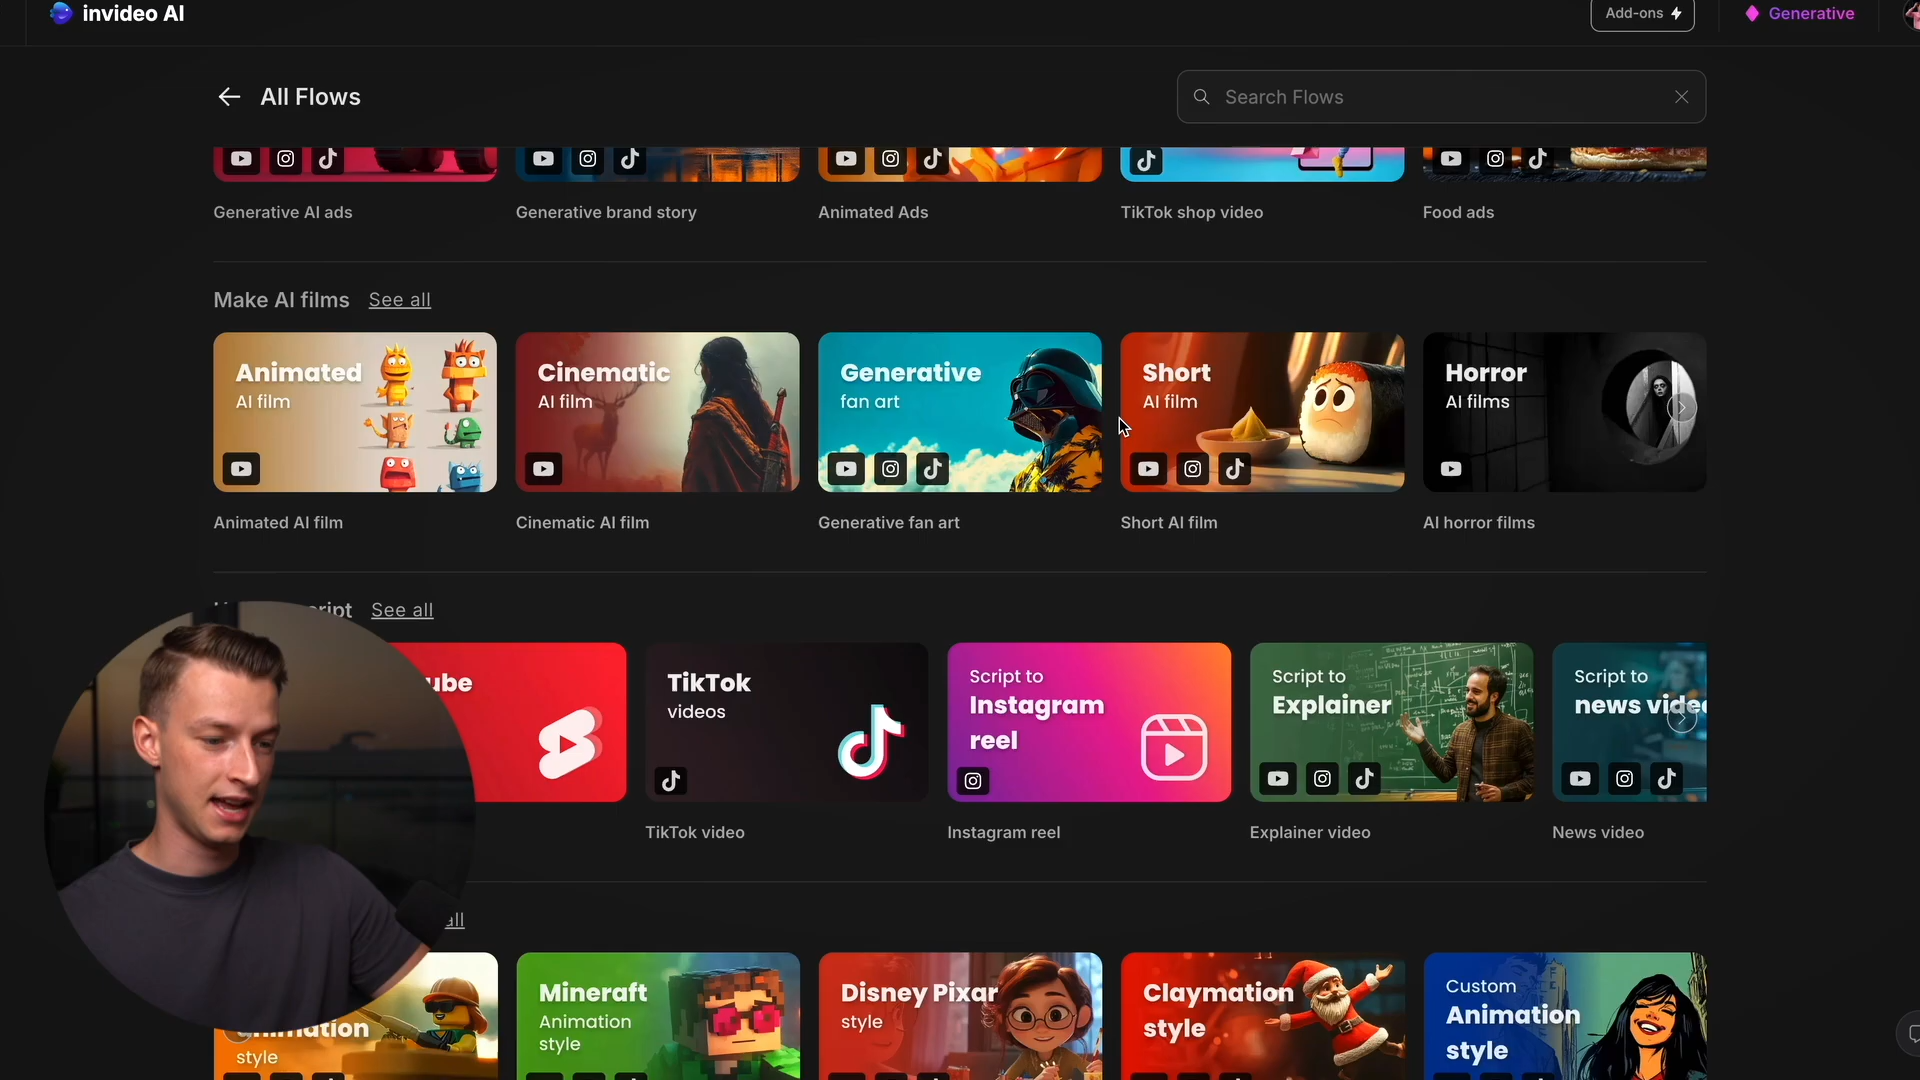 invideo AI
Add-ons
Generative
All Flows
Search Flows
Generative AI ads
Generative brand story
Animated Ads
TikTok shop video
Food ads
Make AI films
See all
Animated
AI film
Cinematic
AI film
Generative
fan art
Short
AI film
Horror
AI films
Animated AI film
Cinematic AI film
Generative fan art
Short AI film
AI horror films
See all
TikTok
videos
Script to
Instagram
reel
Script to
Explainer
Script to
news video
TikTok video
Instagram reel
Explainer video
News video
all
style
Mineraft
Animation
style
Disney Pixar
style
Claymation
style
Custom
Animation
style